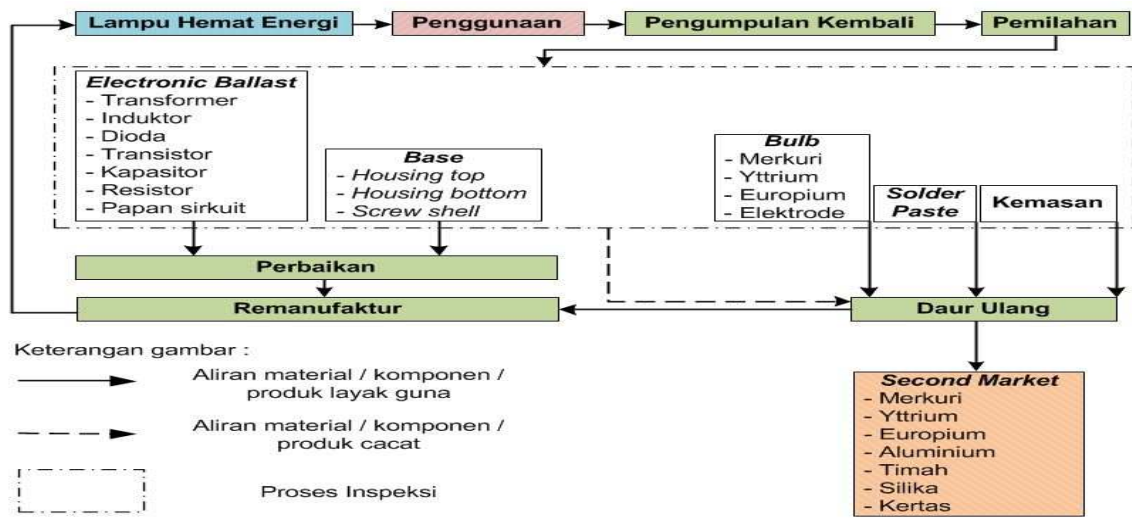 Lampu Hemat Energi
Penggunaan
Pengumpulan Kembali
Pemilahan
Electronic Ballast
- Transformer
- Induktor
- Dioda
- Transistor
- Kapasitor
- Resistor
- Papan sirkuit
Base
- Housing top
- Housing bottom
- Screw shell
Bulb
- Merkuri
- Yttrium
- Europium
- Elektrode
Solder
Paste
Kemasan
Perbaikan
Remanufaktur
Daur Ulang
Keterangan gambar :
Aliran material / komponen /
produk layak guna
Aliran material / komponen /
produk cacat
Proses Inspeksi
Second Market
- Merkuri
- Yttrium
- Europium
- Aluminium
- Timah
- Silika
- Kertas